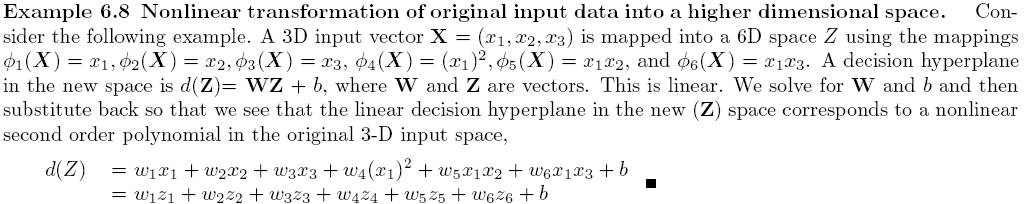 Example 6.8 Nonlinear transformation of original input data into a higher dimensional space. Con-
sider the following example. A 3D input vector X = (x₁, x₂, x₃) is mapped into a 6D space Z using the mappings
ϕ₁(X) = x₁, ϕ₂(X) = x₂, ϕ₃(X) = x₃, ϕ₄(X) = (x₁)², ϕ₅(X) = x₁x₂, and ϕ₆(X) = x₁x₃. A decision hyperplane
in the new space is d(Z)= WZ + b, where W and Z are vectors. This is linear. We solve for W and b and then
substitute back so that we see that the linear decision hyperplane in the new (Z) space corresponds to a nonlinear
second order polynomial in the original 3-D input space,
d(Z) = w₁x₁ + w₂x₂ + w₃x₃ + w₄(x₁)² + w₅x₁x₂ + w₆x₁x₃ + b
= w₁z₁ + w₂z₂ + w₃z₃ + w₄z₄ + w₅z₅ + w₆z₆ + b ■